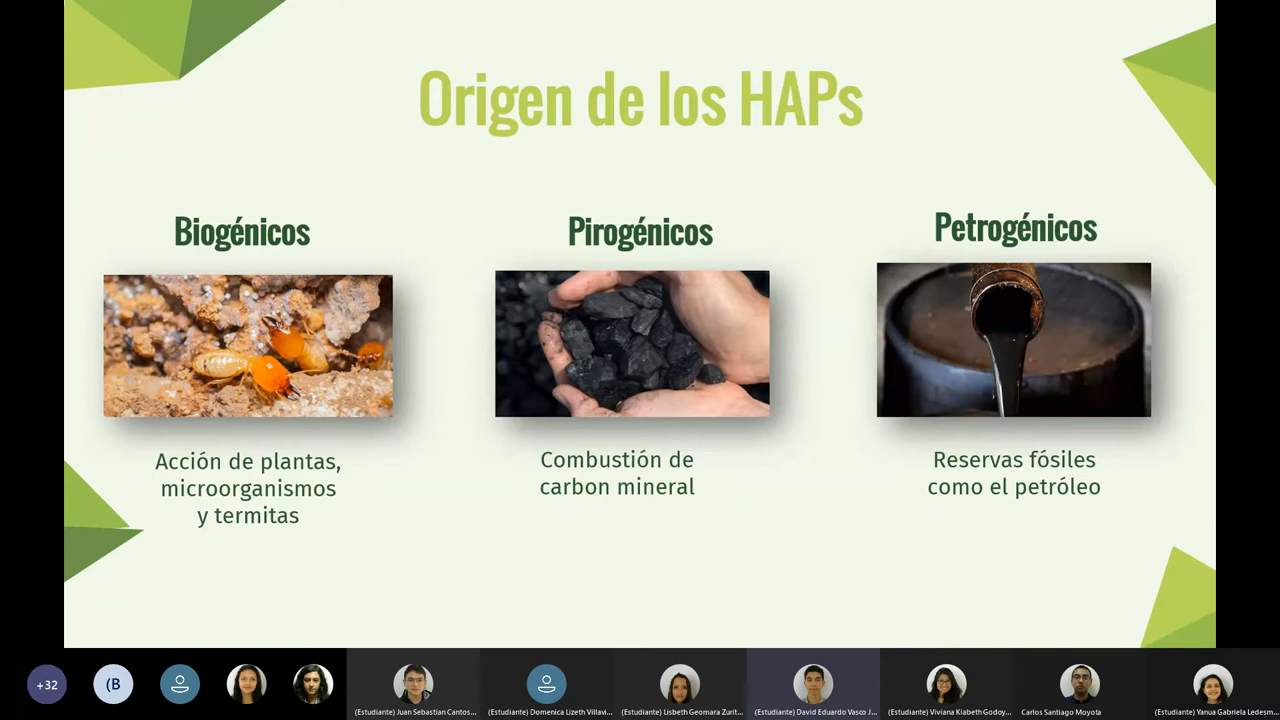 Origen de los HAPs
Biogénicos
Pirogénicos
Petrogénicos
Acción de plantas,
microorganismos
y termitas
Combustión de
carbon mineral
Reservas fósiles
como el petróleo
+32
(B
(Estudiante) Juan Sebastian Cantos...
(Estudiante) Domenica Lizeth Villavi...
(Estudiante) Lisbeth Geomara Zurit...
(Estudiante) David Eduardo Vasco J...
(Estudiante) Viviana Kiabeth Godoy...
Carlos Santiago Moyota
(Estudiante) Yanua Gabriela Ledesm...